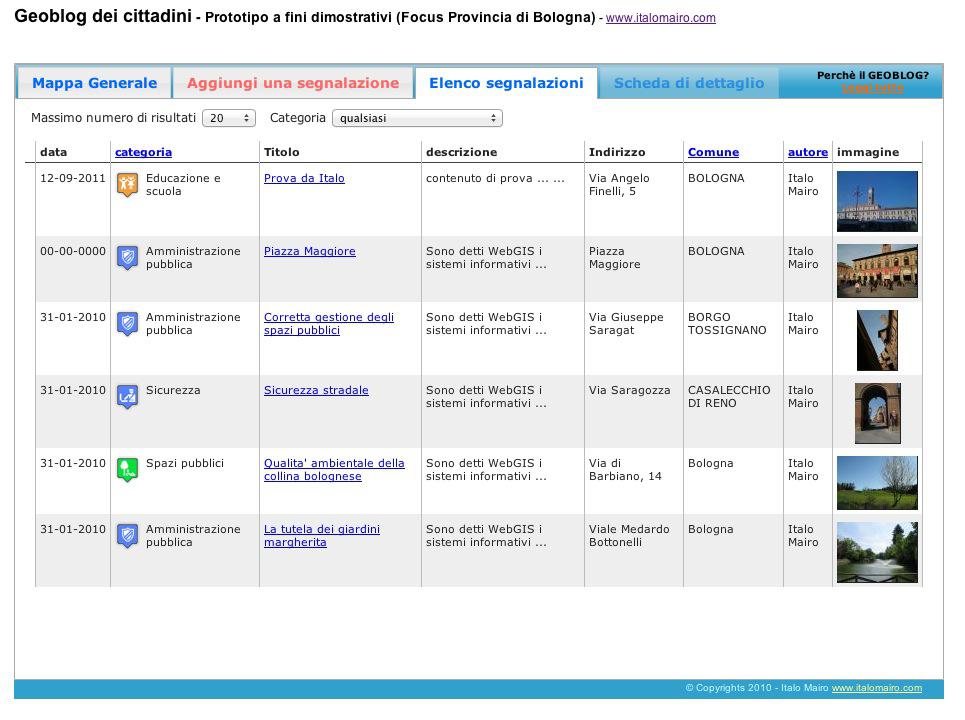 Geoblog dei cittadini - Prototipo a fini dimostrativi (Focus Provincia di Bologna) - www.italomairo.com
Mappa Generale
Aggiungi una segnalazione
Elenco segnalazioni
Scheda di dettaglio
Perchè il GEOBLOG?
Massimo numero di risultati 20 Categoria qualsiasi
data categoria Titolo descrizione Indirizzo Comune autore immagine
12-09-2011 Educazione e Prova da Italo contenuto di prova ... ... Via Angelo BOLOGNA Italo
scuola Finelli, 5 Mairo
00-00-0000 Amministrazione Piazza Maggiore Sono detti WebGIS i Piazza BOLOGNA Italo
pubblica sistemi informativi ... Maggiore Mairo
31-01-2010 Amministrazione Corretta gestione degli Sono detti WebGIS i Via Giuseppe BORGO Italo
pubblica spazi pubblici sistemi informativi ... Saragat TOSSIGNANO Mairo
31-01-2010 Sicurezza Sicurezza stradale Sono detti WebGIS i Via Saragozza CASALECCHIO Italo
sistemi informativi ... DI RENO Mairo
31-01-2010 Spazi pubblici Qualita' ambientale della Sono detti WebGIS i Via di Bologna Italo
collina bolognese sistemi informativi ... Barbiano, 14 Mairo
31-01-2010 Amministrazione La tutela dei giardini Sono detti WebGIS i Viale Medardo Bologna Italo
pubblica margherita sistemi informativi ... Bottonelli Mairo
© Copyrights 2010 - Italo Mairo www.italomairo.com